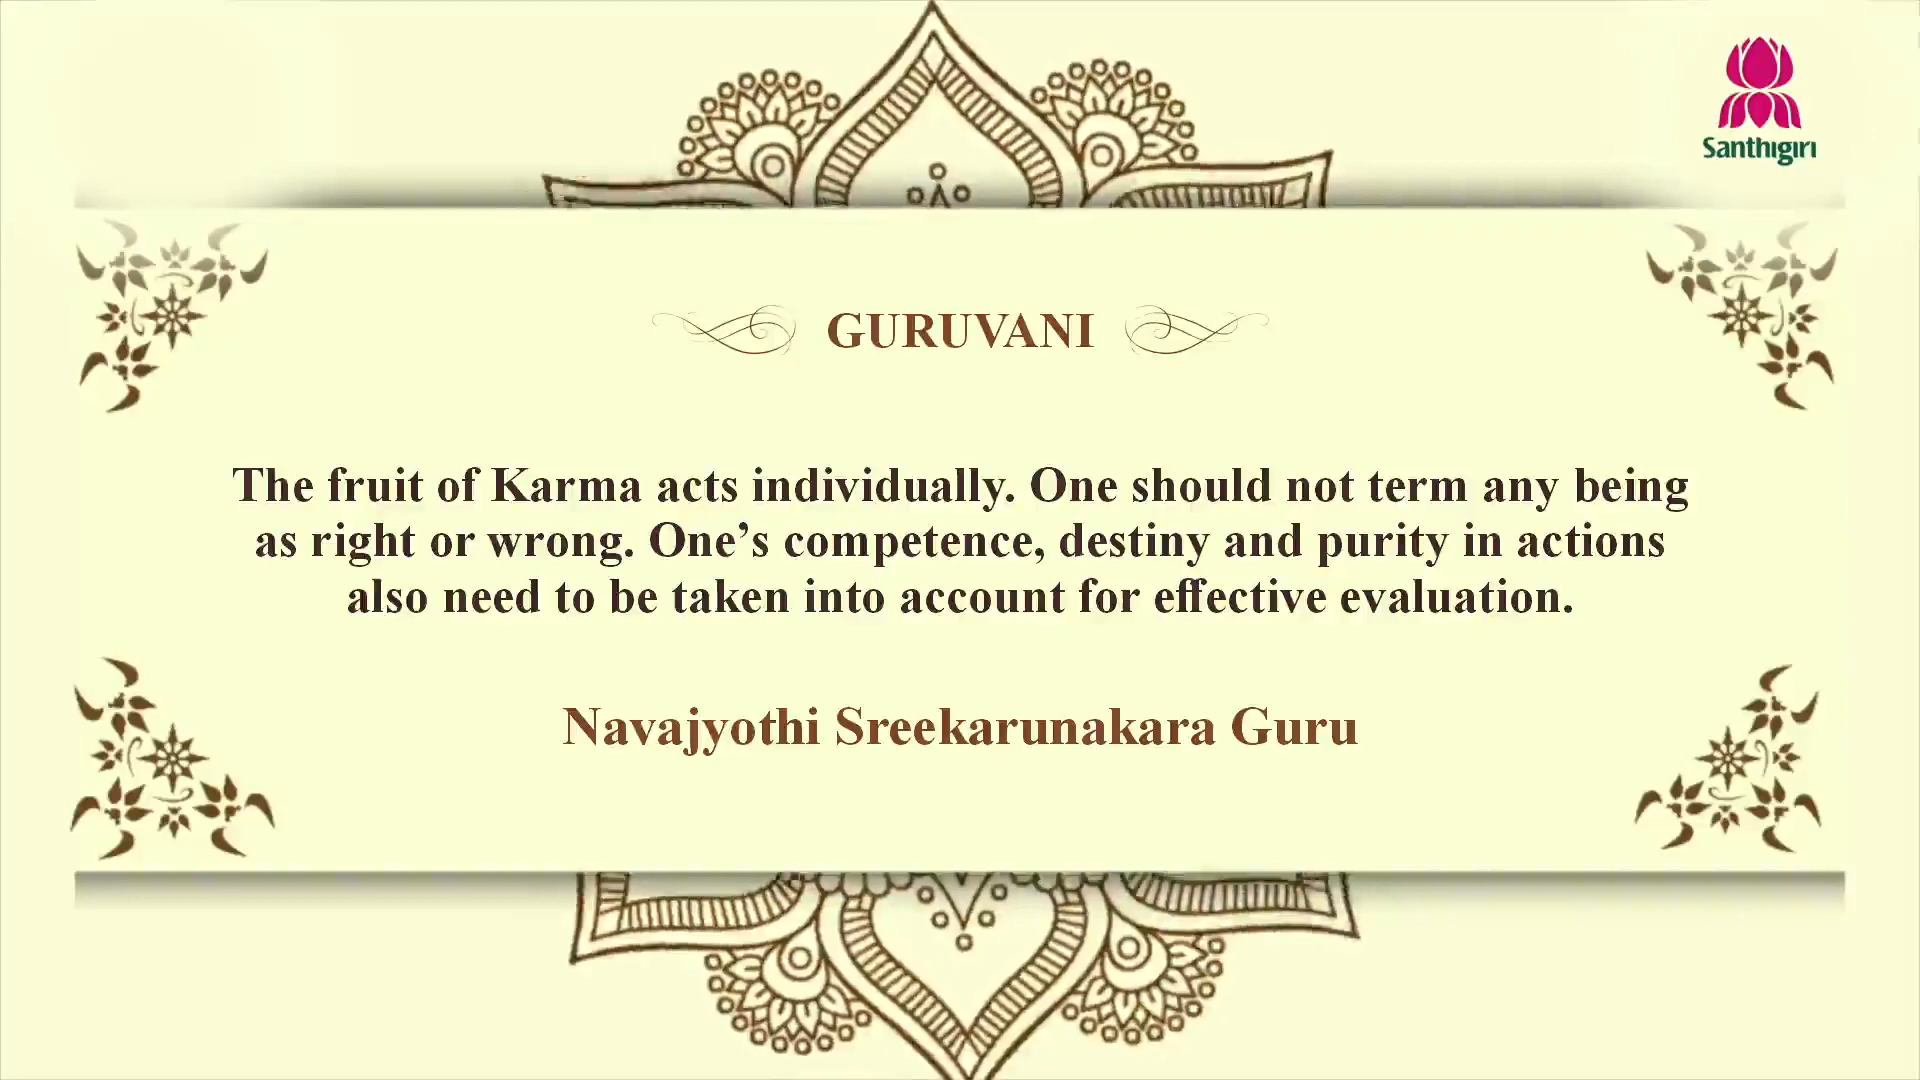 Santhigiri
GURUVANI
The fruit of Karma acts individually. One should not term any being
as right or wrong. One’s competence, destiny and purity in actions
also need to be taken into account for effective evaluation.
Navajyothi Sreekarunakara Guru